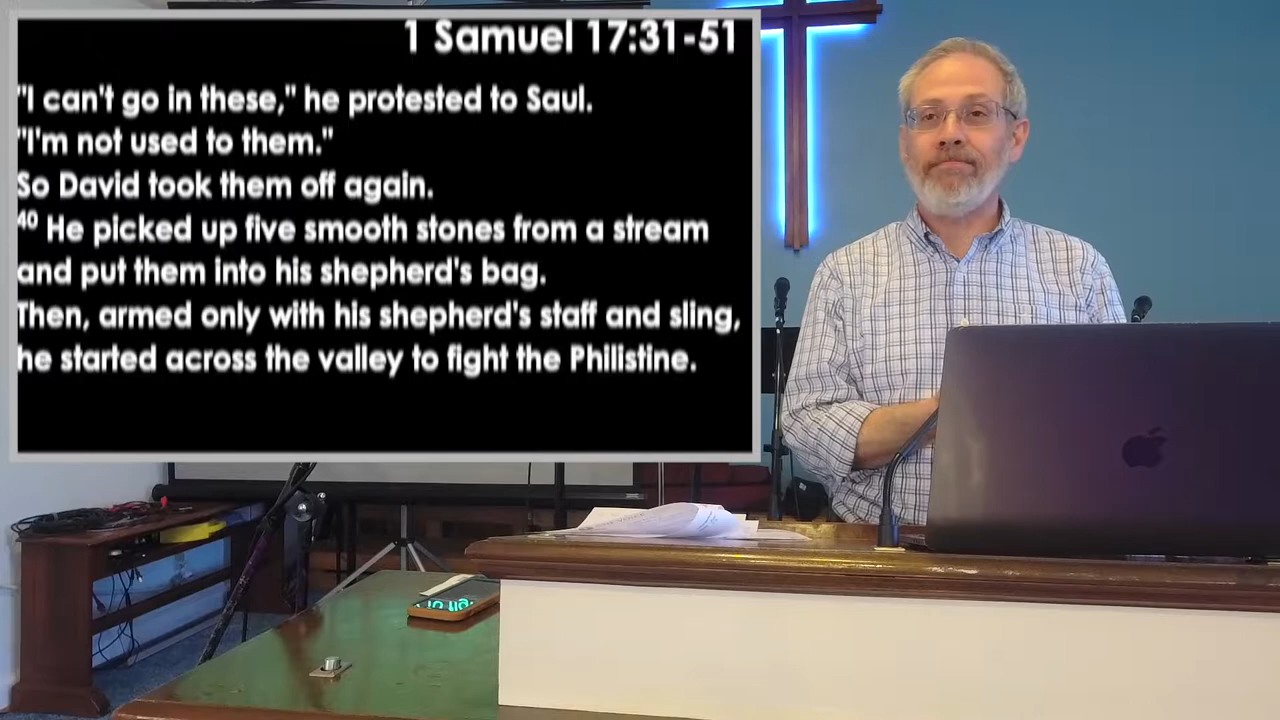 1 Samuel 17:31-51
"I can't go in these," he protested to Saul.
"I'm not used to them."
So David took them off again.
40 He picked up five smooth stones from a stream
and put them into his shepherd's bag.
Then, armed only with his shepherd's staff and sling,
he started across the valley to fight the Philistine.